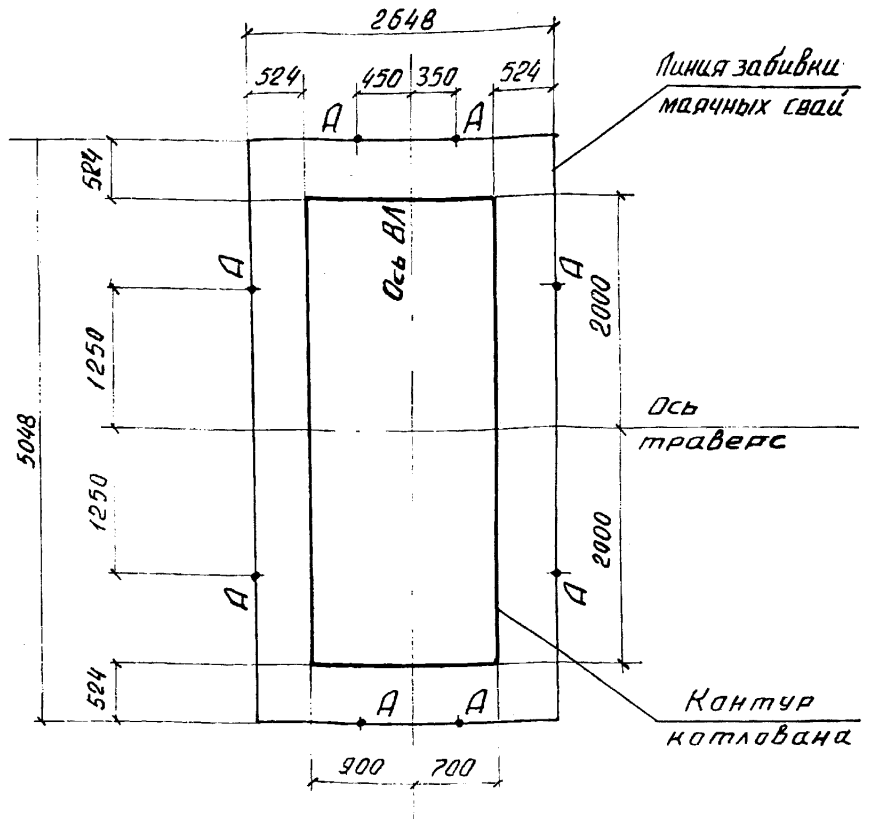 2648
524
450
350
524
Линия забивки
маячных свай
А
А
524
Ось ВЛ
А
А
2000
1250
Ось
траверс
5048
1250
2000
А
А
524
А
А
Контур
котлована
900
700